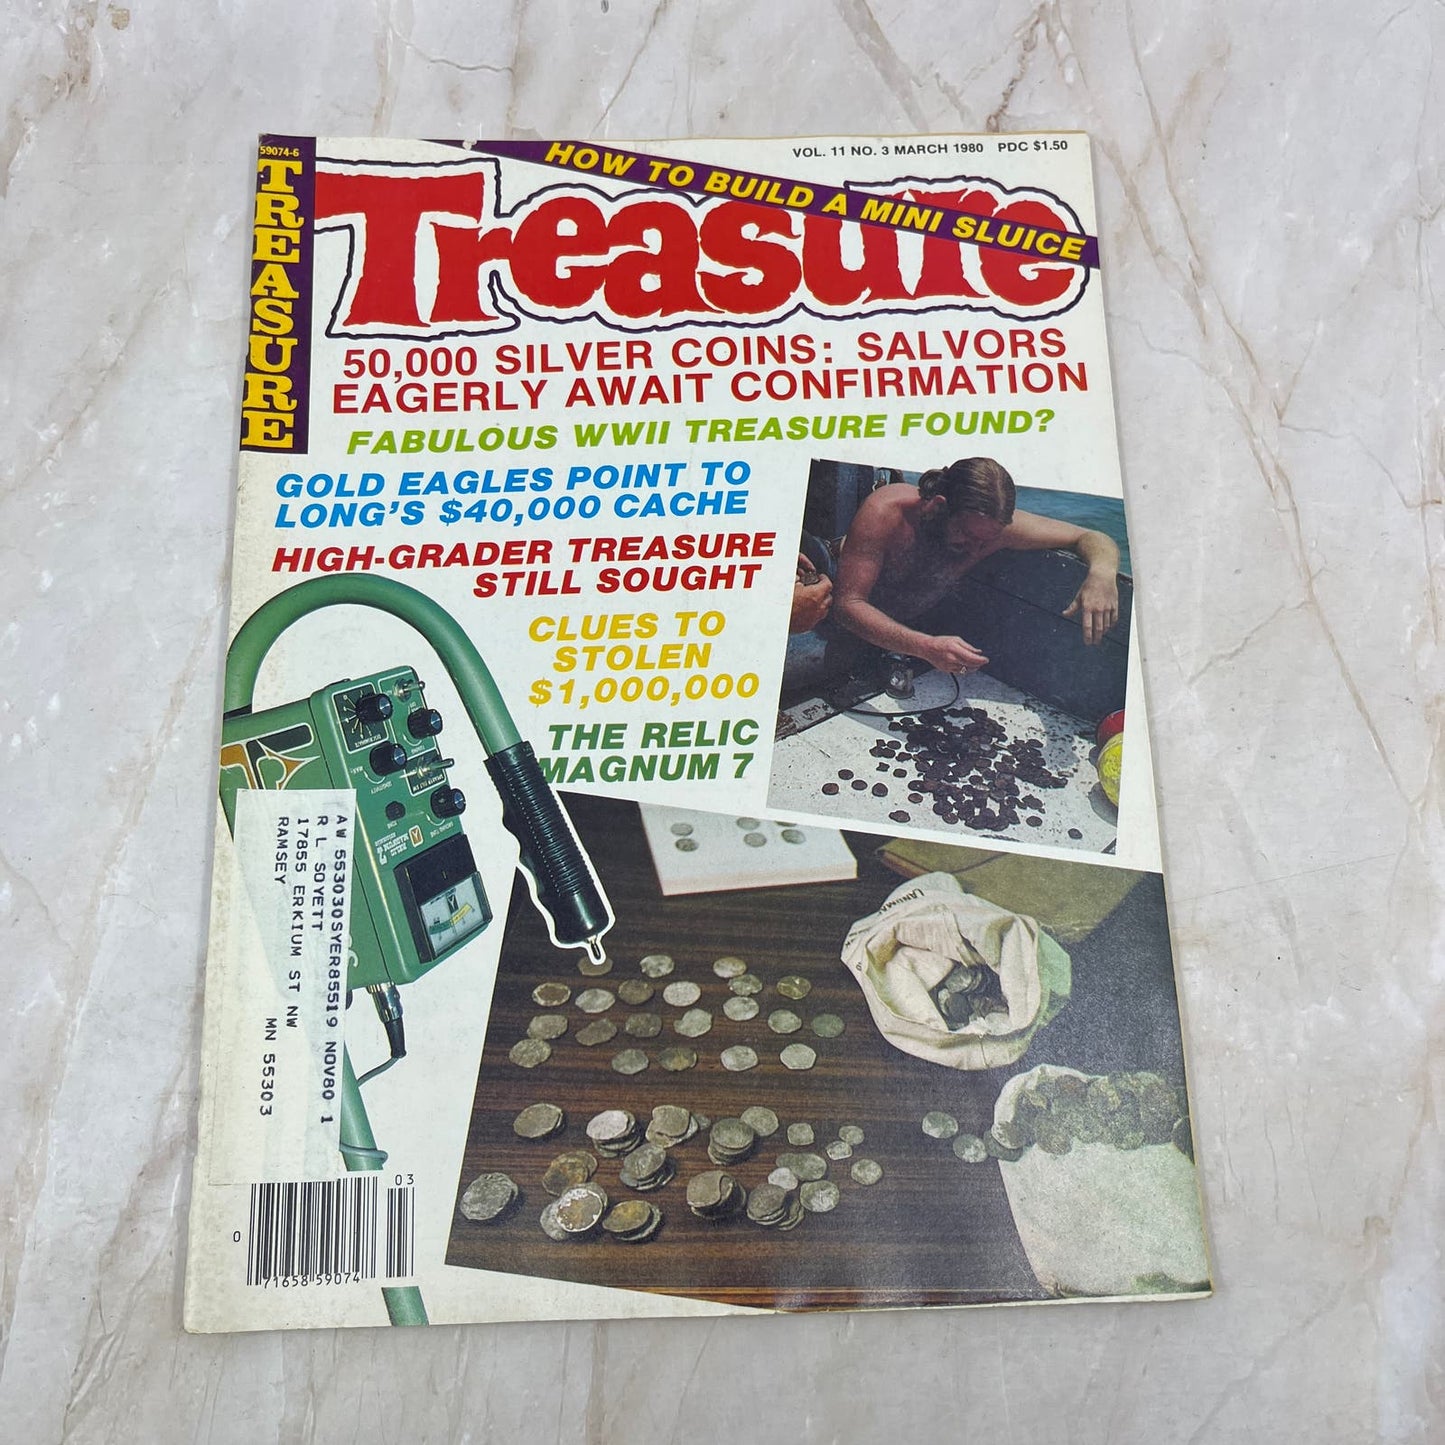 59074-6
TREASURE
VOL. 11 NO. 3 MARCH 1980 PDC $1.50
HOW TO BUILD A MINI SLUICE
Treasure
50,000 SILVER COINS: SALVORS
EAGERLY AWAIT CONFIRMATION
FABULOUS WWII TREASURE FOUND?
GOLD EAGLES POINT TO
LONG'S $40,000 CACHE
HIGH-GRADER TREASURE
STILL SOUGHT
CLUES TO
STOLEN
$1,000,000
THE RELIC
MAGNUM 7
AW 553030SYER85519 NOV80 1
R L SOYETT
17855 ERKIUM ST NW
RAMSEY MN 55303
03
0
71658 59074